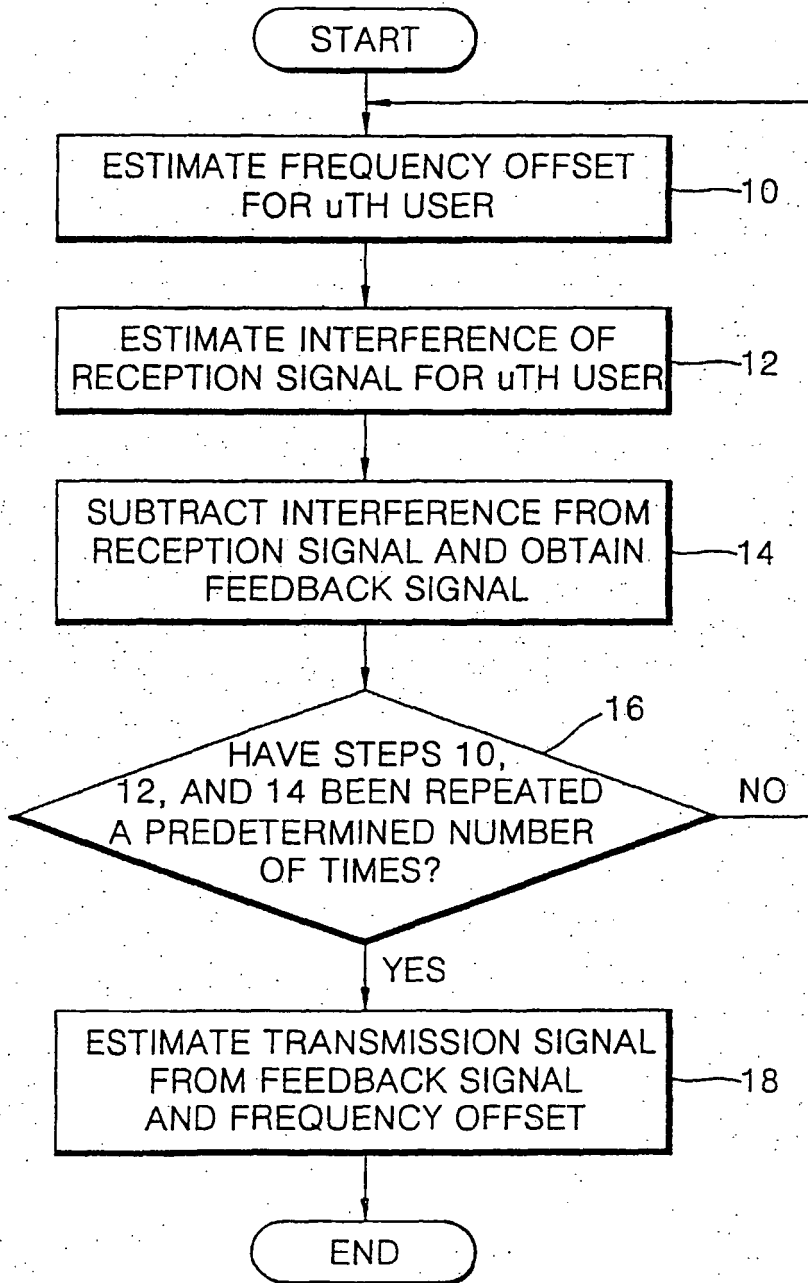 START
ESTIMATE FREQUENCY OFFSET
FOR uTH USER
10
ESTIMATE INTERFERENCE OF
RECEPTION SIGNAL FOR uTH USER
12
SUBTRACT INTERFERENCE FROM
RECEPTION SIGNAL AND OBTAIN
FEEDBACK SIGNAL
14
16
HAVE STEPS 10,
12, AND 14 BEEN REPEATED
A PREDETERMINED NUMBER
OF TIMES?
NO
YES
ESTIMATE TRANSMISSION SIGNAL
FROM FEEDBACK SIGNAL
AND FREQUENCY OFFSET
18
END